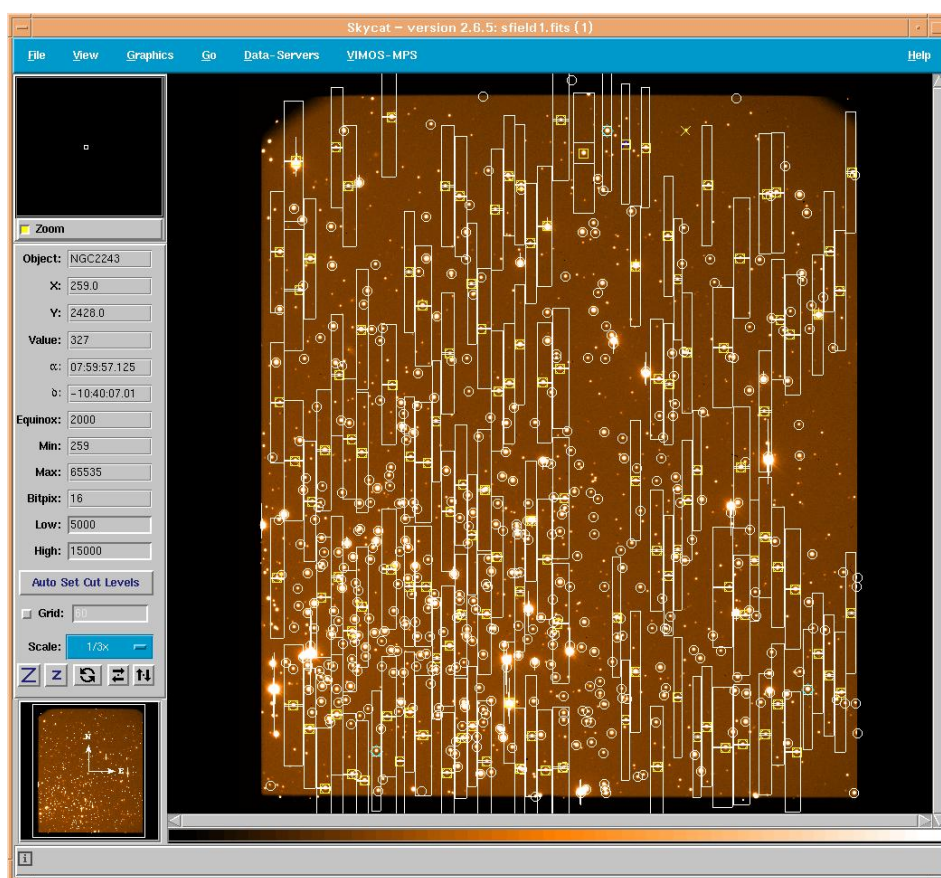 Skycat – version 2.6.5: sfield1.fits (1)
File View Graphics Go Data-Servers VIMOS-MPS Help
Zoom
Object: NGC2243
X: 259.0
Y: 2428.0
Value: 327
α: 07:59:57.125
δ: -10:40:07.01
Equinox: 2000
Min: 259
Max: 65535
Bitpix: 16
Low: 5000
High: 15000
Auto Set Cut Levels
Grid: 60
Scale: 1/3x
Z z
N
E
i